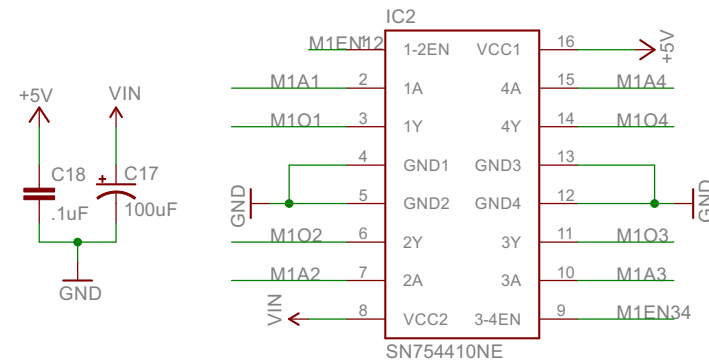 IC2
M1EN12 1 1-2EN VCC1 16 +5V
M1A1 2 1A 4A 15 M1A4
M1O1 3 1Y 4Y 14 M1O4
4 GND1 GND3 13
GND 5 GND2 GND4 12 GND
M1O2 6 2Y 3Y 11 M1O3
M1A2 7 2A 3A 10 M1A3
VIN 8 VCC2 3-4EN 9 M1EN34
SN754410NE
+5V VIN
C18 + C17
.1uF 100uF
GND